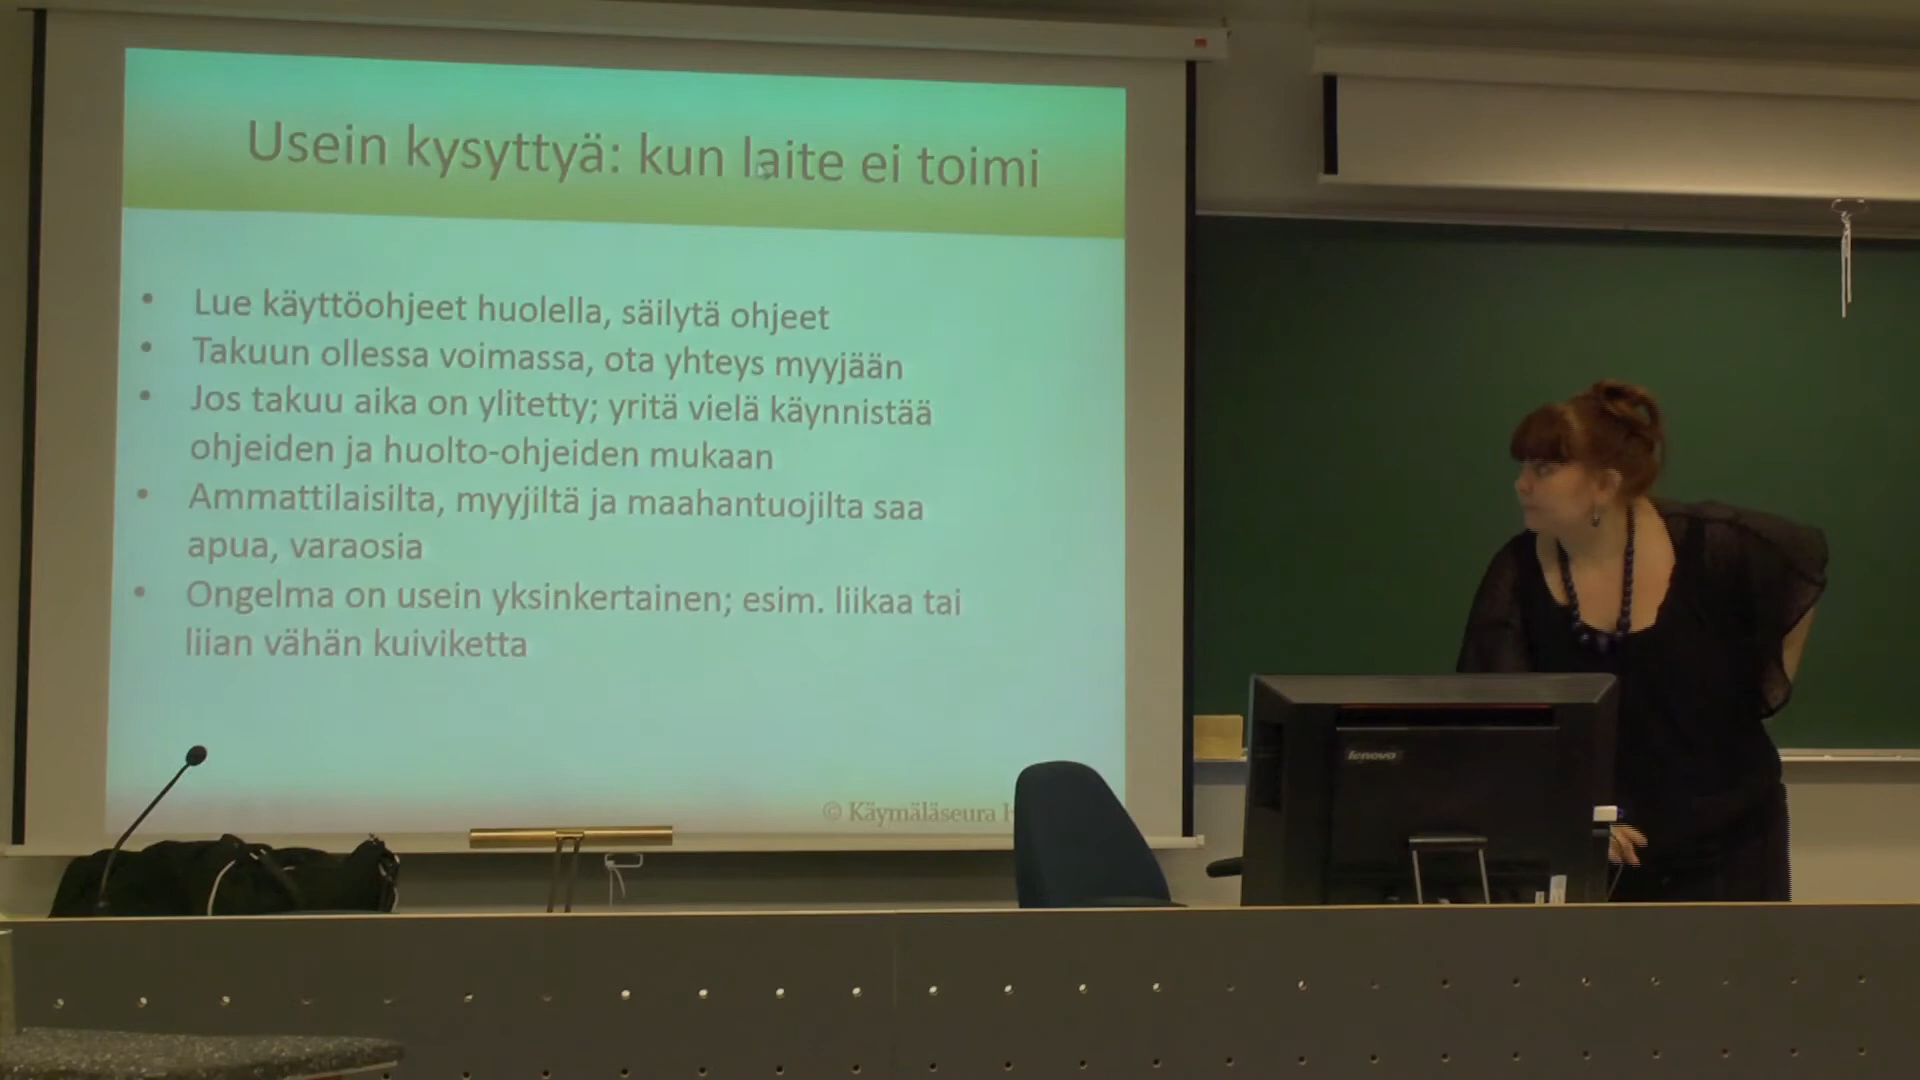 Usein kysyttyä: kun laite ei toimi
• Lue käyttöohjeet huolella, säilytä ohjeet
• Takuun ollessa voimassa, ota yhteys myyjään
• Jos takuu aika on ylitetty; yritä vielä käynnistää
ohjeiden ja huolto-ohjeiden mukaan
• Ammattilaisilta, myyjiltä ja maahantuojilta saa
apua, varaosia
• Ongelma on usein yksinkertainen; esim. liikaa tai
liian vähän kuiviketta
© Käymäläseura
lenovo